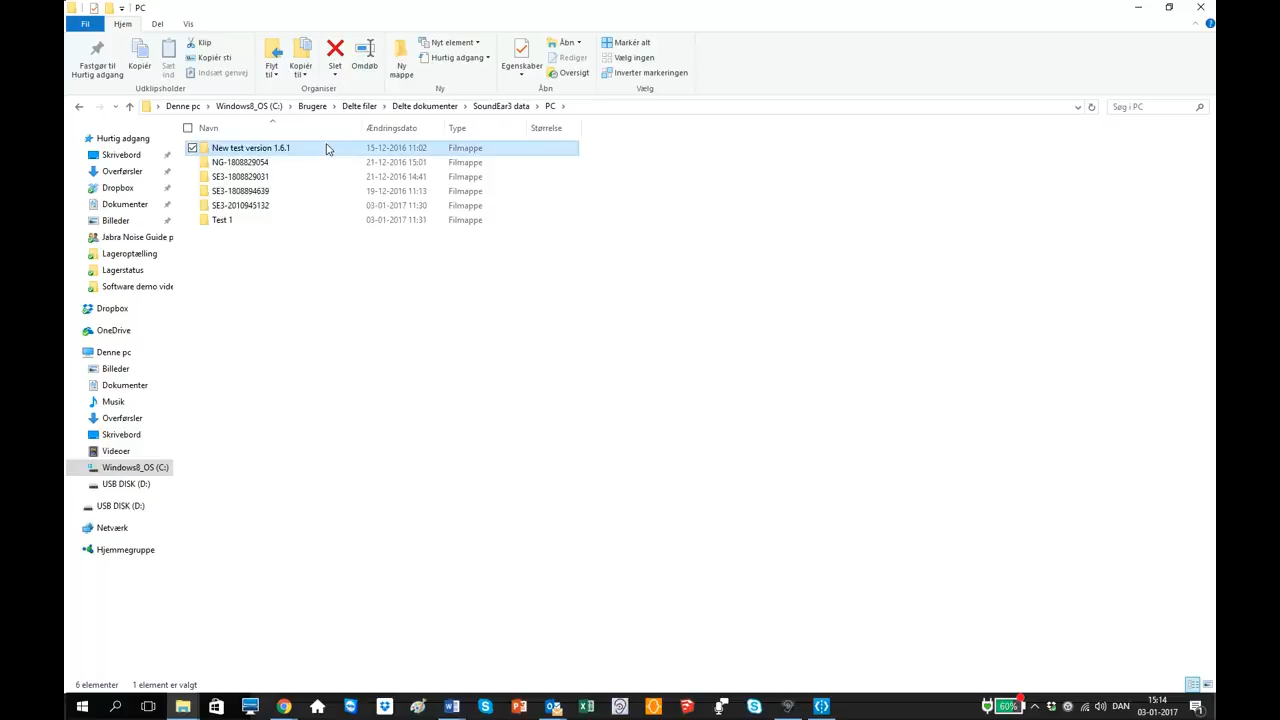 PC
Fil Hjem Del Vis
Fastgør til Hurtig adgang
Kopiér
Sæt ind
Klip
Kopiér sti
Indsæt genvej
Udklipsholder
Flyt til
Kopiér til
Slet
Omdøb
Organiser
Ny mappe
Nyt element
Hurtig adgang
Ny
Egenskaber
Åbn
Rediger
Oversigt
Åbn
Markér alt
Vælg ingen
Inverter markering
Vælg
Denne pc Windows8_OS (C:) Brugere Delte filer Delte dokumenter SoundEar3 data PC
Søg i PC
Navn Ændringsdato Type Størrelse
New test version 1.6.1 15-12-2016 11:02 Filmappe
NG-1808829054 21-12-2016 15:01 Filmappe
SE3-1808829031 21-12-2016 14:41 Filmappe
SE3-1808894639 19-12-2016 11:13 Filmappe
SE3-2010945132 03-01-2017 11:30 Filmappe
Test 1 03-01-2017 11:31 Filmappe
Hurtig adgang
Skrivebord
Overførsler
Dropbox
Dokumenter
Billeder
Jabra Noise Guide p
Lageroptælling
Lagerstatus
Software demo vide
Dropbox
OneDrive
Denne pc
Billeder
Dokumenter
Musik
Overførsler
Skrivebord
Videoer
Windows8_OS (C:)
USB DISK (D:)
USB DISK (D:)
Netværk
Hjemmegruppe
6 elementer 1 element er valgt
60% DAN 15:14
03-01-2017